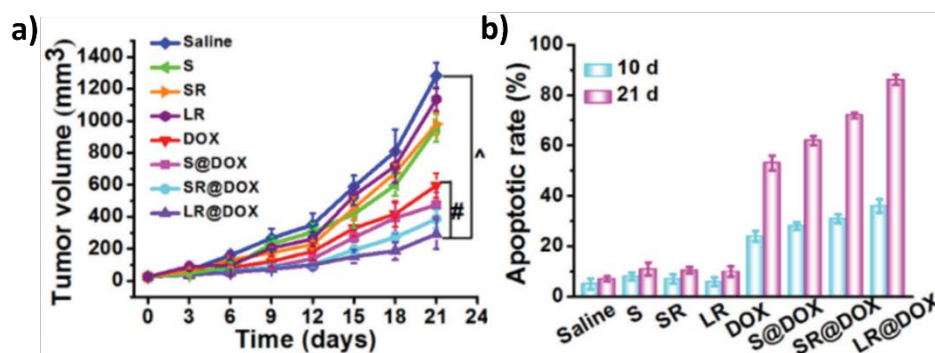 a)
Tumor volume (mm3)
1400
1200
1000
800
600
400
200
0
Saline
S
SR
LR
DOX
S@DOX
SR@DOX
LR@DOX
^
#
0 3 6 9 12 15 18 21 24
Time (days)
b)
Apoptotic rate (%)
100
80
60
40
20
0
10 d
21 d
Saline S SR LR DOX S@DOX SR@DOX LR@DOX